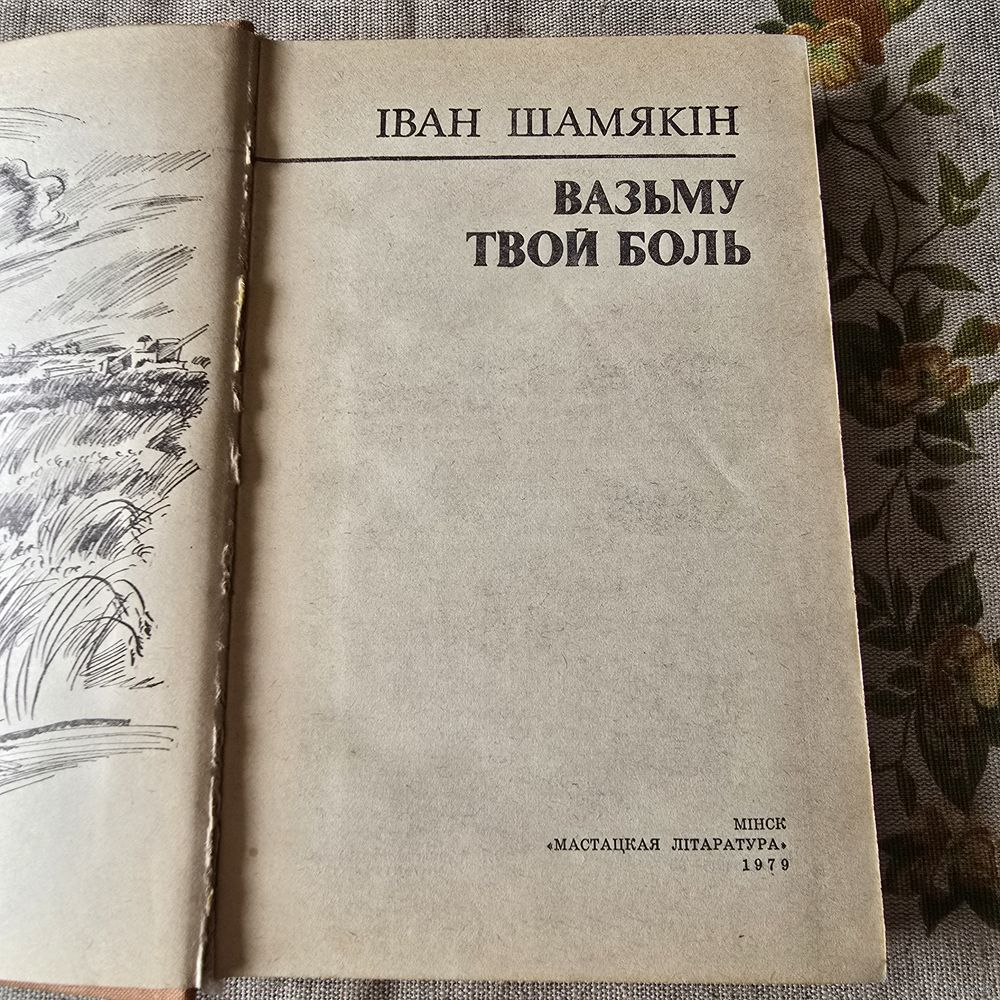 ІВАН ШАМЯКІН
ВАЗЬМУ
ТВОЙ БОЛЬ
МІНСК
«МАСТАЦКАЯ ЛІТАРАТУРА»
1979